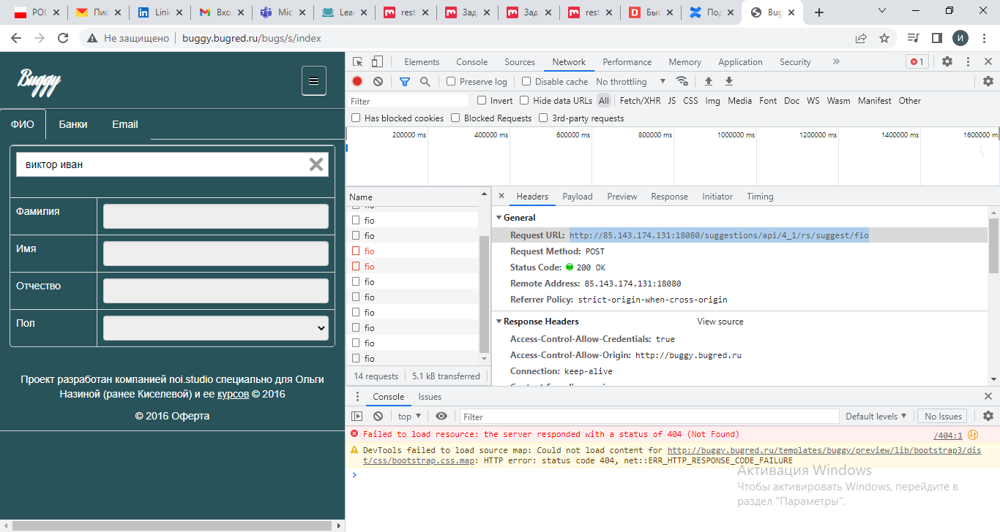 POL
Пис
Link
Вхо.
Mic
Lear
rest
Зад
Зад
rest
Быс
Под
Bug
Не защищено
buggy.bugred.ru/bugs/s/index
И
Buggy
ФИО
Банки
Email
виктор иван
Фамилия
Имя
Отчество
Пол
Проект разработан компанией noi.studio специально для Ольги
Назиной (ранее Киселевой) и ее курсов © 2016
© 2016 Оферта
Elements
Console
Sources
Network
Performance
Memory
Application
Security
1
Preserve log
Disable cache
No throttling
Filter
Invert
Hide data URLs
All
Fetch/XHR
JS
CSS
Img
Media
Font
Doc
WS
Wasm
Manifest
Other
Has blocked cookies
Blocked Requests
3rd-party requests
200000 ms
400000 ms
600000 ms
800000 ms
1000000 ms
1200000 ms
1400000 ms
1600000 m
Name
fio
fio
fio
fio
fio
fio
fio
fio
fio
fio
fio
14 requests
5.1 kB transferred
Headers
Payload
Preview
Response
Initiator
Timing
General
Request URL: http://85.143.174.131:18080/suggestions/api/4_1/rs/suggest/fio
Request Method: POST
Status Code: 200 OK
Remote Address: 85.143.174.131:18080
Referrer Policy: strict-origin-when-cross-origin
Response Headers
View source
Access-Control-Allow-Credentials: true
Access-Control-Allow-Origin: http://buggy.bugred.ru
Connection: keep-alive
Console
Issues
top
Filter
Default levels
No Issues
Failed to load resource: the server responded with a status of 404 (Not Found)
/404:1
DevTools failed to load source map: Could not load content for http://buggy.bugred.ru/templates/buggy/preview/lib/bootstrap3/dis
t/css/bootstrap.css.map: HTTP error: status code 404, net::ERR_HTTP_RESPONSE_CODE_FAILURE
Активация Windows
Чтобы активировать Windows, перейдите в
раздел "Параметры".